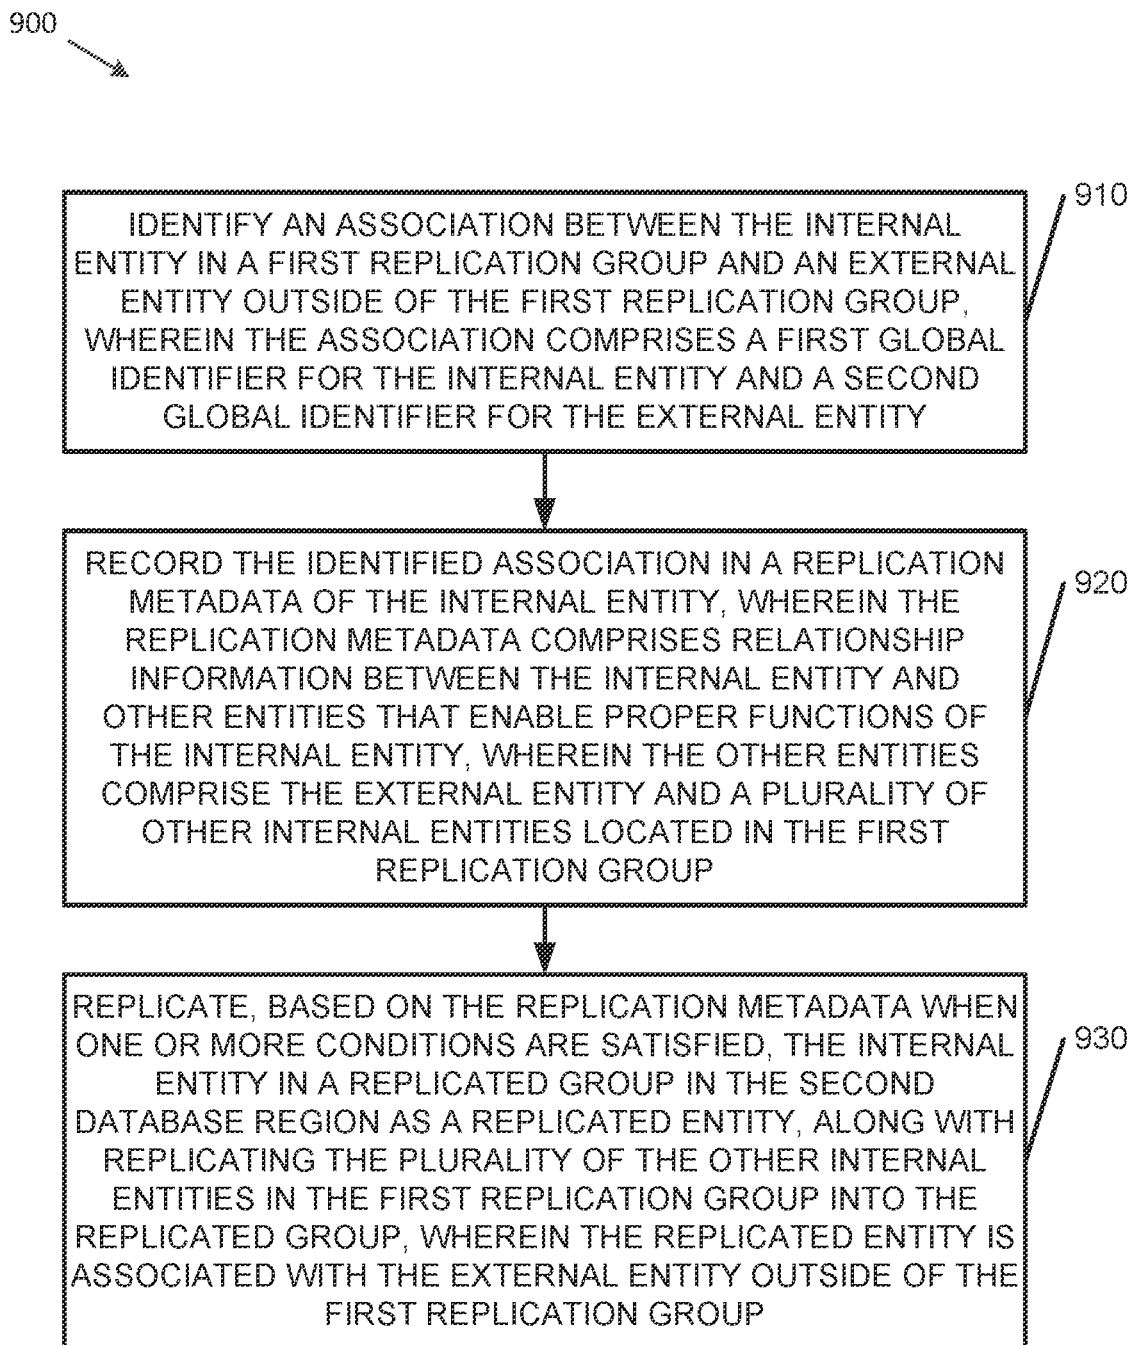 900
910
IDENTIFY AN ASSOCIATION BETWEEN THE INTERNAL
ENTITY IN A FIRST REPLICATION GROUP AND AN EXTERNAL
ENTITY OUTSIDE OF THE FIRST REPLICATION GROUP,
WHEREIN THE ASSOCIATION COMPRISES A FIRST GLOBAL
IDENTIFIER FOR THE INTERNAL ENTITY AND A SECOND
GLOBAL IDENTIFIER FOR THE EXTERNAL ENTITY
920
RECORD THE IDENTIFIED ASSOCIATION IN A REPLICATION
METADATA OF THE INTERNAL ENTITY, WHEREIN THE
REPLICATION METADATA COMPRISES RELATIONSHIP
INFORMATION BETWEEN THE INTERNAL ENTITY AND
OTHER ENTITIES THAT ENABLE PROPER FUNCTIONS OF
THE INTERNAL ENTITY, WHEREIN THE OTHER ENTITIES
COMPRISE THE EXTERNAL ENTITY AND A PLURALITY OF
OTHER INTERNAL ENTITIES LOCATED IN THE FIRST
REPLICATION GROUP
930
REPLICATE, BASED ON THE REPLICATION METADATA WHEN
ONE OR MORE CONDITIONS ARE SATISFIED, THE INTERNAL
ENTITY IN A REPLICATED GROUP IN THE SECOND
DATABASE REGION AS A REPLICATED ENTITY, ALONG WITH
REPLICATING THE PLURALITY OF THE OTHER INTERNAL
ENTITIES IN THE FIRST REPLICATION GROUP INTO THE
REPLICATED GROUP, WHEREIN THE REPLICATED ENTITY IS
ASSOCIATED WITH THE EXTERNAL ENTITY OUTSIDE OF THE
FIRST REPLICATION GROUP